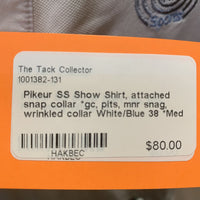 The Tack Collector
1001382-131
Pikeur SS Show Shirt, attached
snap collar *gc, pits, mnr snag,
wrinkled collar White/Blue 38 *Med
HAKBEC
HAKBEC
$80.00